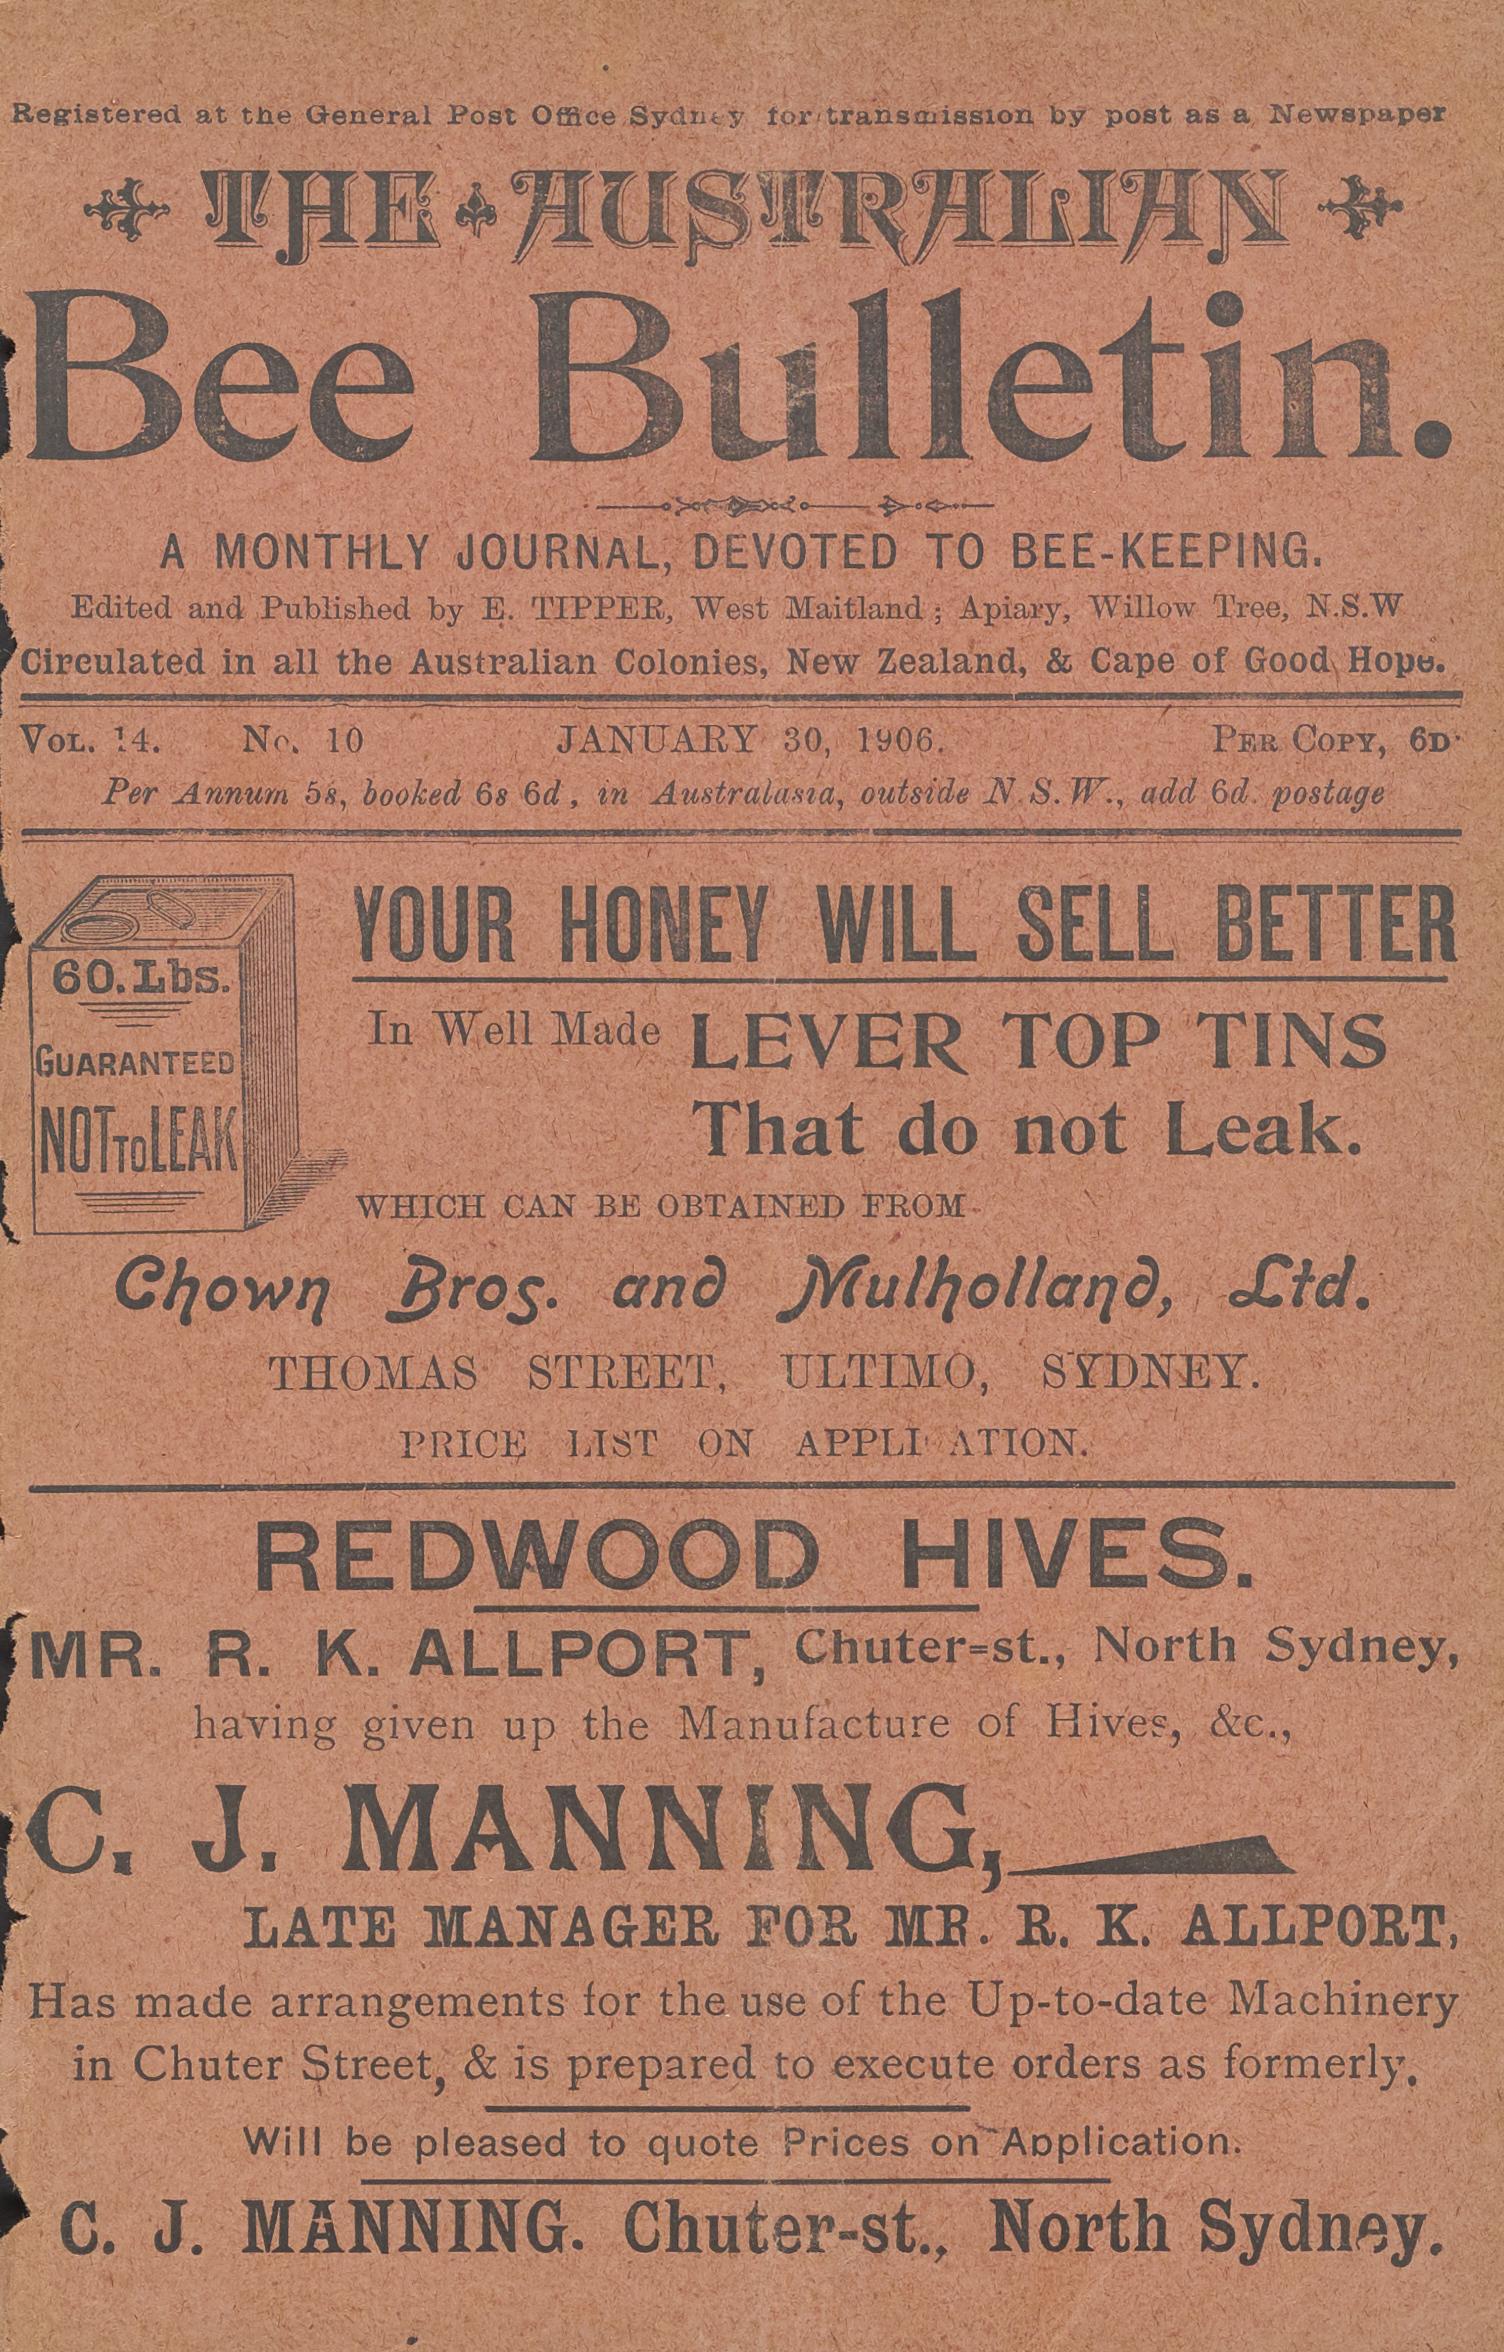 Registered at the General Post Office Sydney for transmission by post as a Newspaper
THE AUSTRALIAN
Bee Bulletin.
A MONTHLY JOURNAL, DEVOTED TO BEE-KEEPING.
Edited and Published by E. TIPPER, West Maitland; Apiary, Willow Tree, N.S.W
Circulated in all the Australian Colonies, New Zealand, & Cape of Good Hope.
VOL. 14. No. 10 JANUARY 30, 1906. PER COPY, 6D.
Per Annum 5s, booked 6s 6d, in Australasia, outside N.S.W., add 6d. postage
60. Lbs.
GUARANTEED
NOT TO LEAK
YOUR HONEY WILL SELL BETTER
In Well Made LEVER TOP TINS
That do not Leak.
WHICH CAN BE OBTAINED FROM
Chown Bros. and Mulholland, Ltd.
THOMAS STREET, ULTIMO, SYDNEY.
PRICE LIST ON APPLI ATION.
REDWOOD HIVES.
MR. R. K. ALLPORT, Chuter-st., North Sydney,
having given up the Manufacture of Hives, &c.,
C. J. MANNING,
LATE MANAGER FOR MR. R. K. ALLPORT,
Has made arrangements for the use of the Up-to-date Machinery
in Chuter Street, & is prepared to execute orders as formerly.
Will be pleased to quote Prices on Application.
C. J. MANNING. Chuter-st., North Sydney.